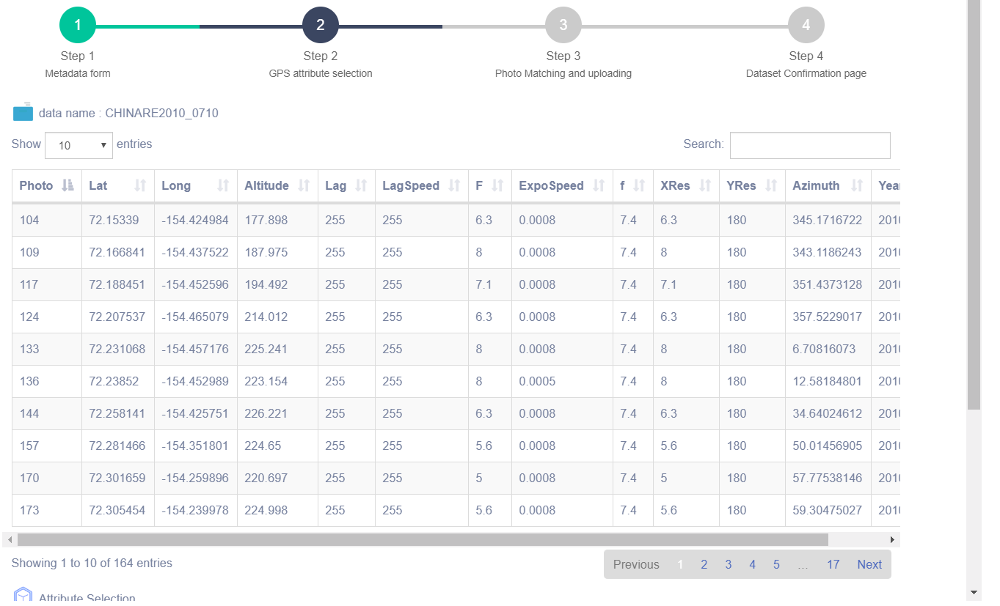 1 2 3 4
Step 1 Step 2 Step 3 Step 4
Metadata form GPS attribute selection Photo Matching and uploading Dataset Confirmation page
data name : CHINARE2010_0710
Show 10 entries Search:
Photo Lat Long Altitude Lag LagSpeed F ExpoSpeed f XRes YRes Azimuth Year
104 72.15339 -154.424984 177.898 255 255 6.3 0.0008 7.4 6.3 180 345.1716722 2010
109 72.166841 -154.437522 187.975 255 255 8 0.0008 7.4 8 180 343.1186243 2010
117 72.188451 -154.452596 194.492 255 255 7.1 0.0008 7.4 7.1 180 351.4373128 2010
124 72.207537 -154.465079 214.012 255 255 6.3 0.0008 7.4 6.3 180 357.5229017 2010
133 72.231068 -154.457176 225.241 255 255 8 0.0008 7.4 8 180 6.70816073 2010
136 72.23852 -154.452989 223.154 255 255 8 0.0005 7.4 8 180 12.58184801 2010
144 72.258141 -154.425751 226.221 255 255 6.3 0.0008 7.4 6.3 180 34.64024612 2010
157 72.281466 -154.351801 224.65 255 255 5.6 0.0008 7.4 5.6 180 50.01456905 2010
170 72.301659 -154.259896 220.697 255 255 5 0.0008 7.4 5 180 57.77538146 2010
173 72.305454 -154.239978 224.998 255 255 5.6 0.0008 7.4 5.6 180 59.30475027 2010
Showing 1 to 10 of 164 entries Previous 1 2 3 4 5 … 17 Next
Attribute Selection